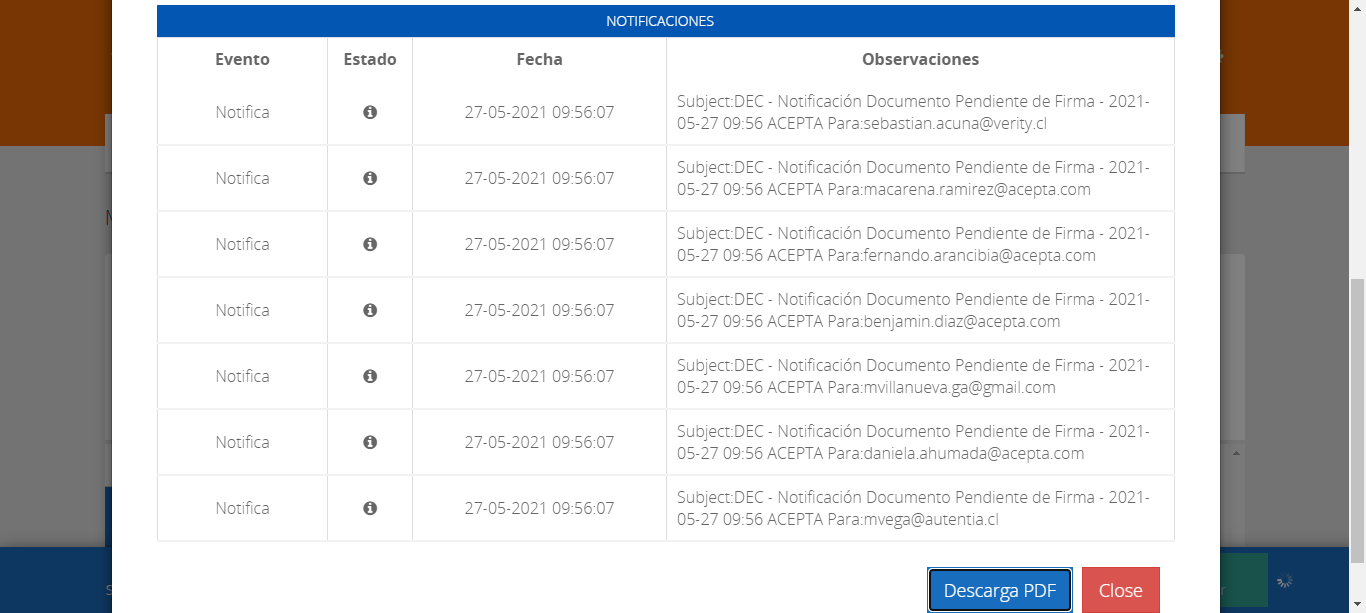 NOTIFICACIONES
Evento Estado Fecha Observaciones
Notifica 27-05-2021 09:56:07 Subject:DEC - Notificación Documento Pendiente de Firma - 2021-
05-27 09:56 ACEPTA Para:sebastian.acuna@verity.cl
Notifica 27-05-2021 09:56:07 Subject:DEC - Notificación Documento Pendiente de Firma - 2021-
05-27 09:56 ACEPTA Para:macarena.ramirez@acepta.com
Notifica 27-05-2021 09:56:07 Subject:DEC - Notificación Documento Pendiente de Firma - 2021-
05-27 09:56 ACEPTA Para:fernando.arancibia@acepta.com
Notifica 27-05-2021 09:56:07 Subject:DEC - Notificación Documento Pendiente de Firma - 2021-
05-27 09:56 ACEPTA Para:benjamin.diaz@acepta.com
Notifica 27-05-2021 09:56:07 Subject:DEC - Notificación Documento Pendiente de Firma - 2021-
05-27 09:56 ACEPTA Para:mvillanueva.ga@gmail.com
Notifica 27-05-2021 09:56:07 Subject:DEC - Notificación Documento Pendiente de Firma - 2021-
05-27 09:56 ACEPTA Para:daniela.ahumada@acepta.com
Notifica 27-05-2021 09:56:07 Subject:DEC - Notificación Documento Pendiente de Firma - 2021-
05-27 09:56 ACEPTA Para:mvega@autentia.cl
Descarga PDF Close